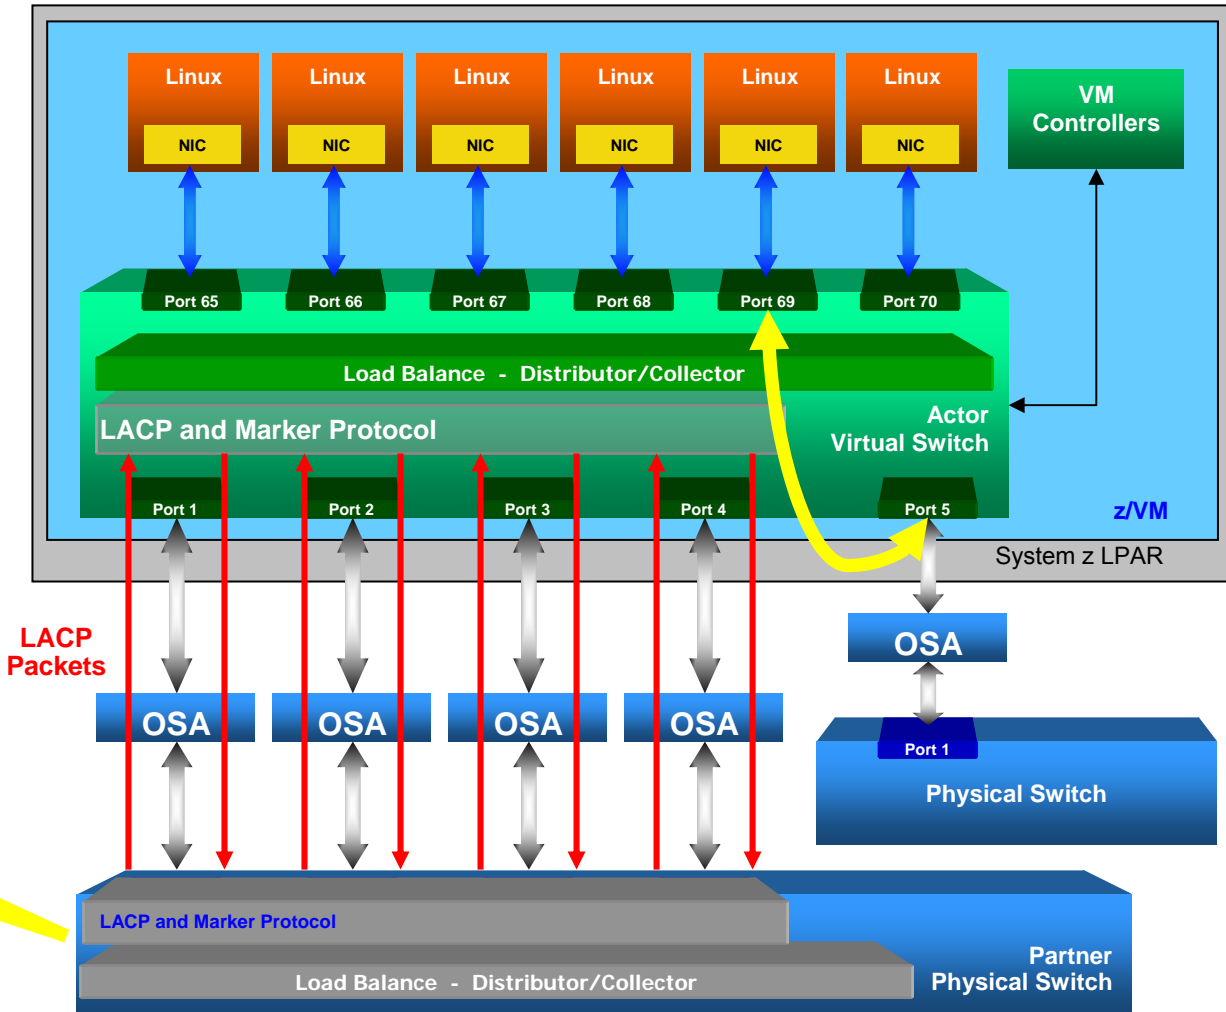 Linux
Linux
Linux
Linux
Linux
Linux
NIC
NIC
NIC
NIC
NIC
NIC
VM
Controllers
Port 65
Port 66
Port 67
Port 68
Port 69
Port 70
Load Balance - Distributor/Collector
LACP and Marker Protocol
Actor
Virtual Switch
Port 1
Port 2
Port 3
Port 4
Port 5
z/VM
System z LPAR
LACP
Packets
OSA
OSA
OSA
OSA
OSA
Port 1
Physical Switch
LACP and Marker Protocol
Load Balance - Distributor/Collector
Partner
Physical Switch